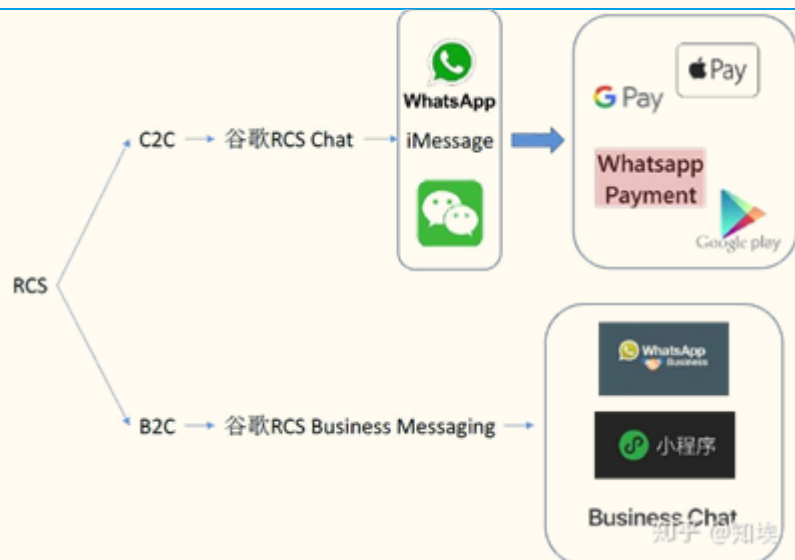 RCS
C2C
谷歌RCS Chat
WhatsApp
iMessage
G Pay
Pay
Whatsapp
Payment
Google play
B2C
谷歌RCS Business Messaging
WhatsApp
Business
小程序
Business Chat
知乎 @知埃